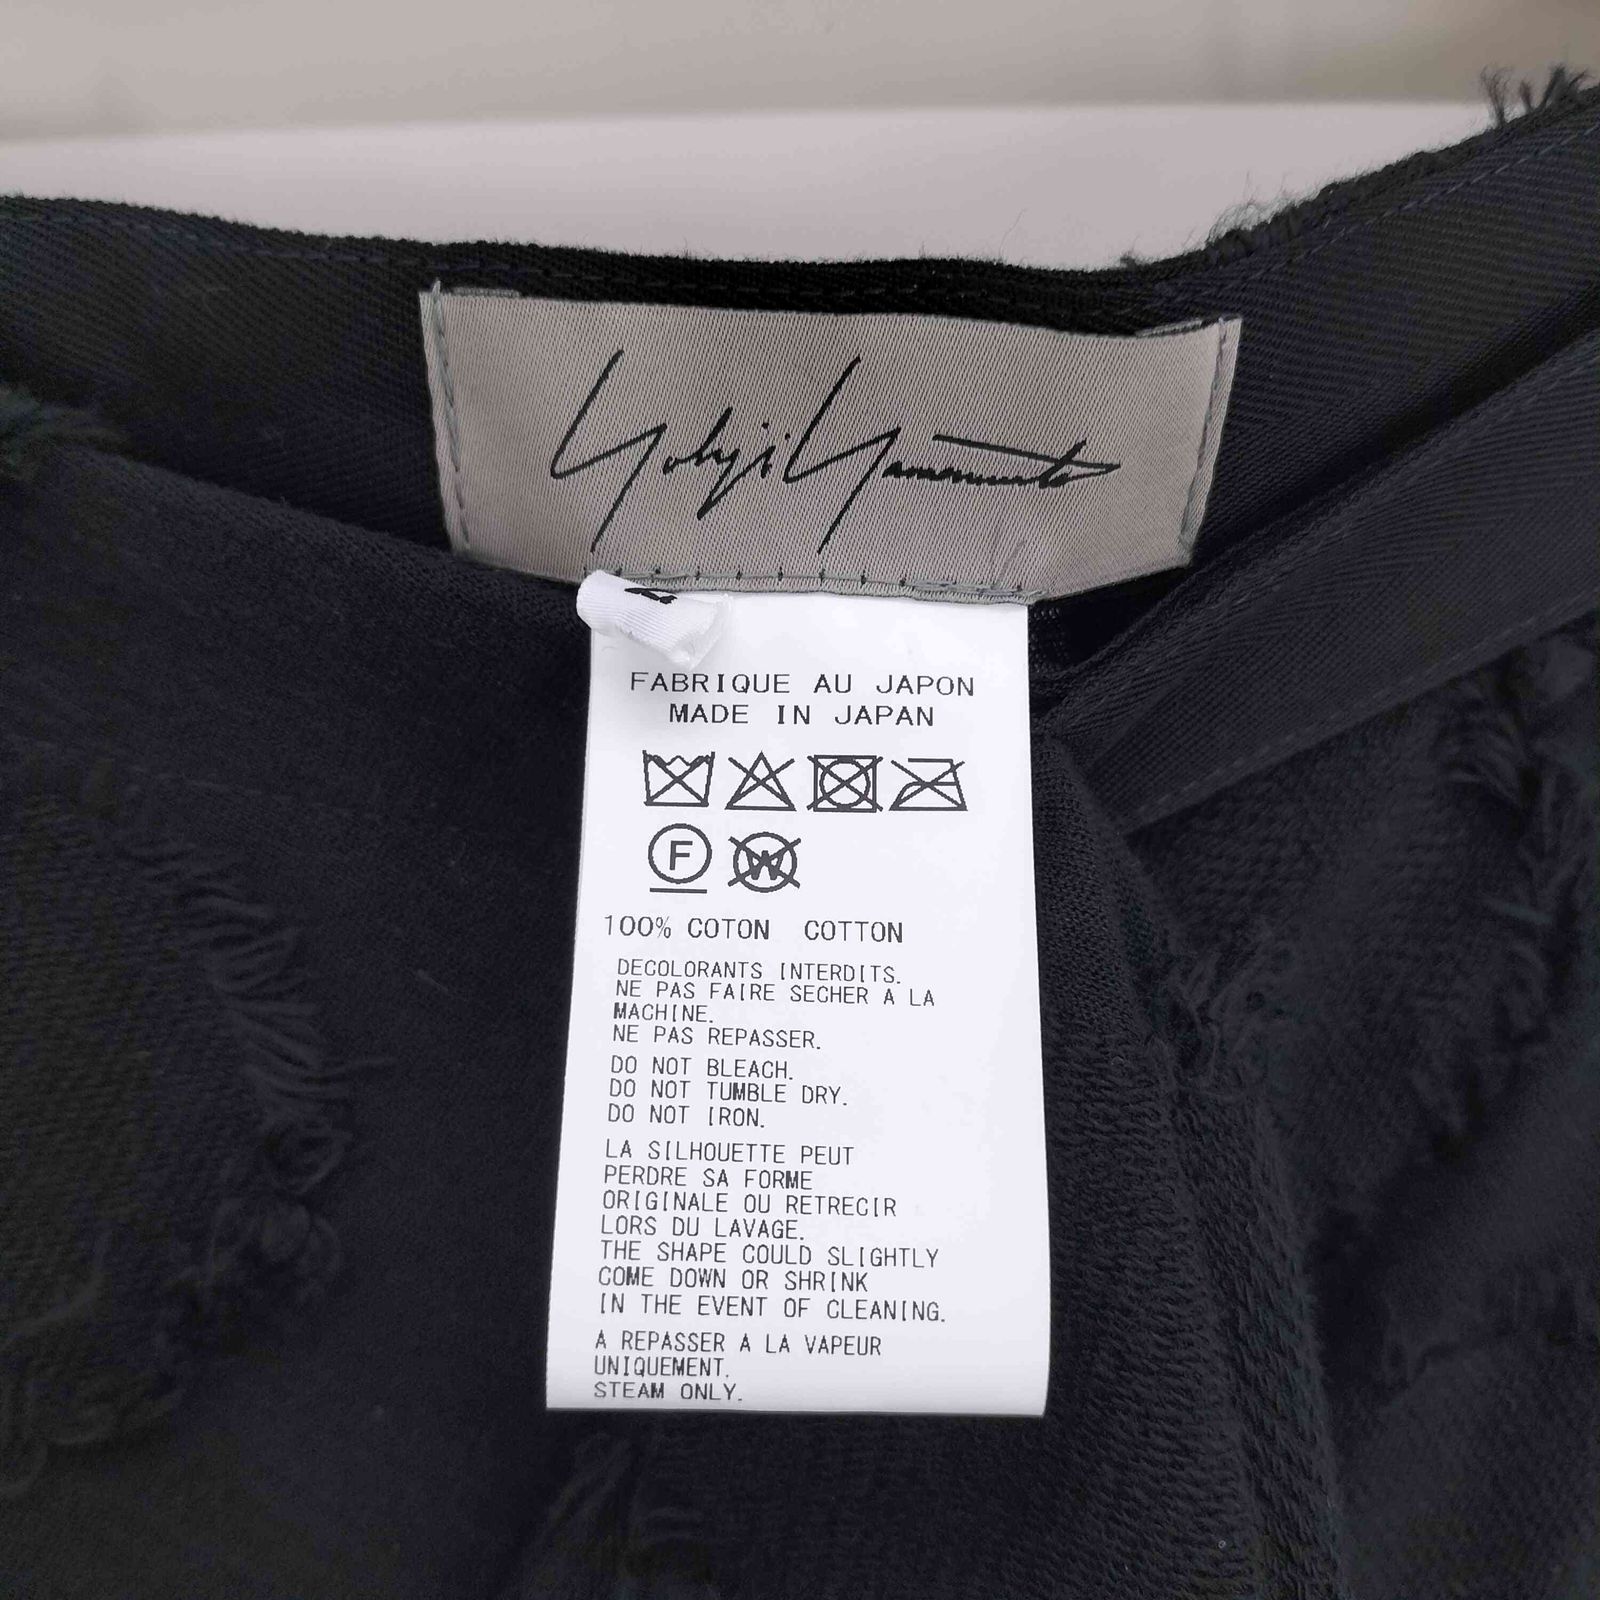 Yohji Yamamoto
FABRIQUE AU JAPON
MADE IN JAPAN
F
W
100% COTON COTTON
DECOLORANTS INTERDITS.
NE PAS FAIRE SECHER A LA
MACHINE.
NE PAS REPASSER.
DO NOT BLEACH.
DO NOT TUMBLE DRY.
DO NOT IRON.
LA SILHOUETTE PEUT
PERDRE SA FORME
ORIGINALE OU RETRECIR
LORS DU LAVAGE.
THE SHAPE COULD SLIGHTLY
COME DOWN OR SHRINK
IN THE EVENT OF CLEANING.
A REPASSER A LA VAPEUR
UNIQUEMENT.
STEAM ONLY.